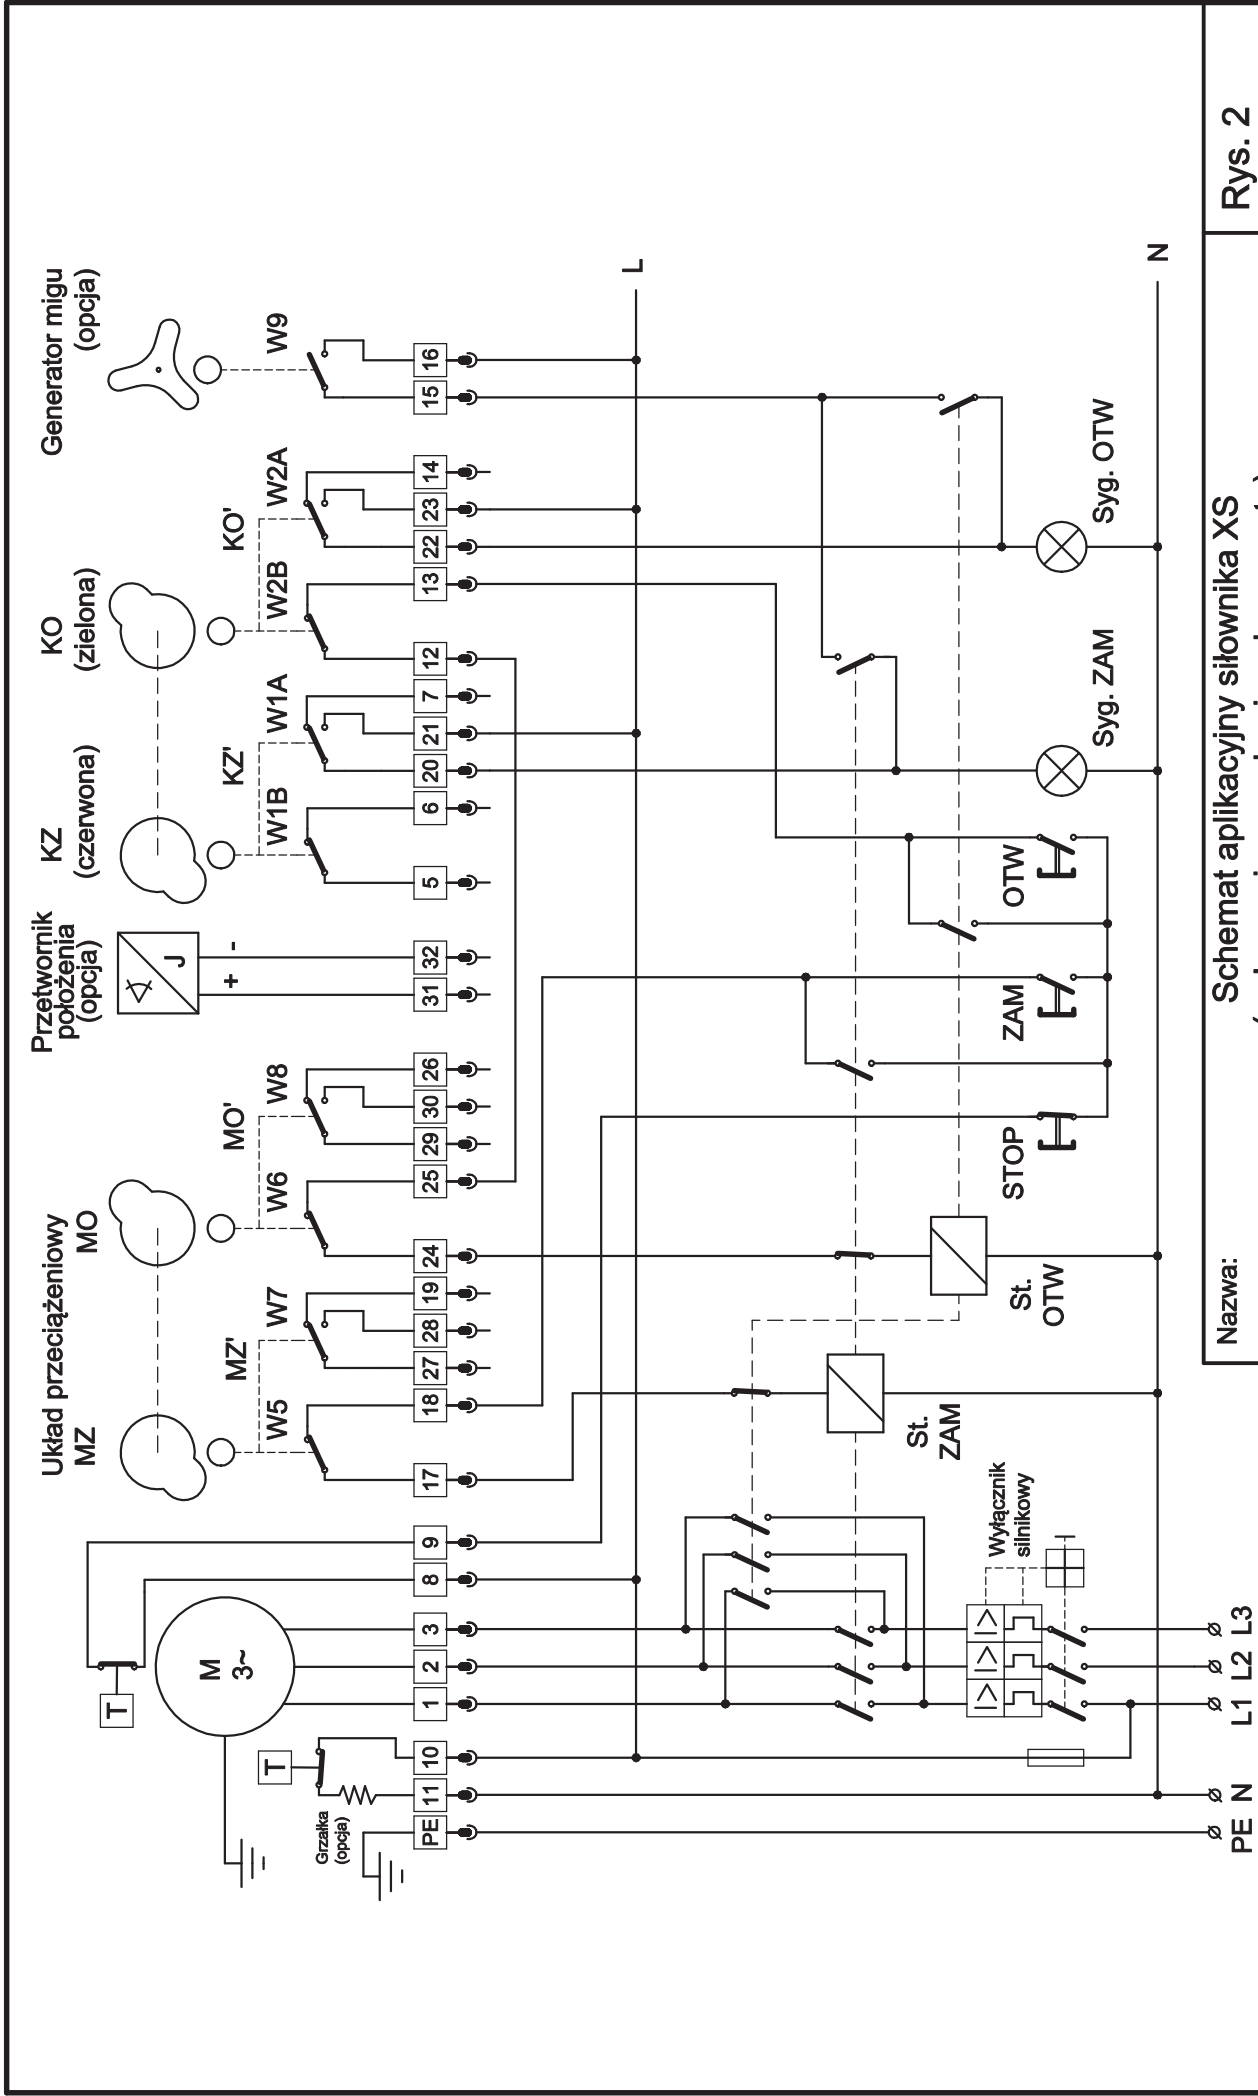 Układ przeciążeniowy
MZ
MO
Przetwornik
położenia
(opcja)
KZ
(czerwona)
KO
(zielona)
Generator migu
(opcja)
T
M
3~
T
Grzałka
(opcja)
MZ'
MO'
KZ'
KO'
J
+ -
W5
W7
W6
W8
W1B
W1A
W2B
W2A
W9
PE 11 10 1 2 3 8 9 17 18 27 28 19 24 25 29 30 26 31 32 5 6 20 21 7 12 13 22 23 14 15 16
L
Wyłącznik
silnikowy
St.
ZAM
St.
OTW
STOP
ZAM
OTW
Syg. ZAM
Syg. OTW
N
PE N L1 L2 L3
Nazwa:
Schemat aplikacyjny siłownika XS
Rys. 2